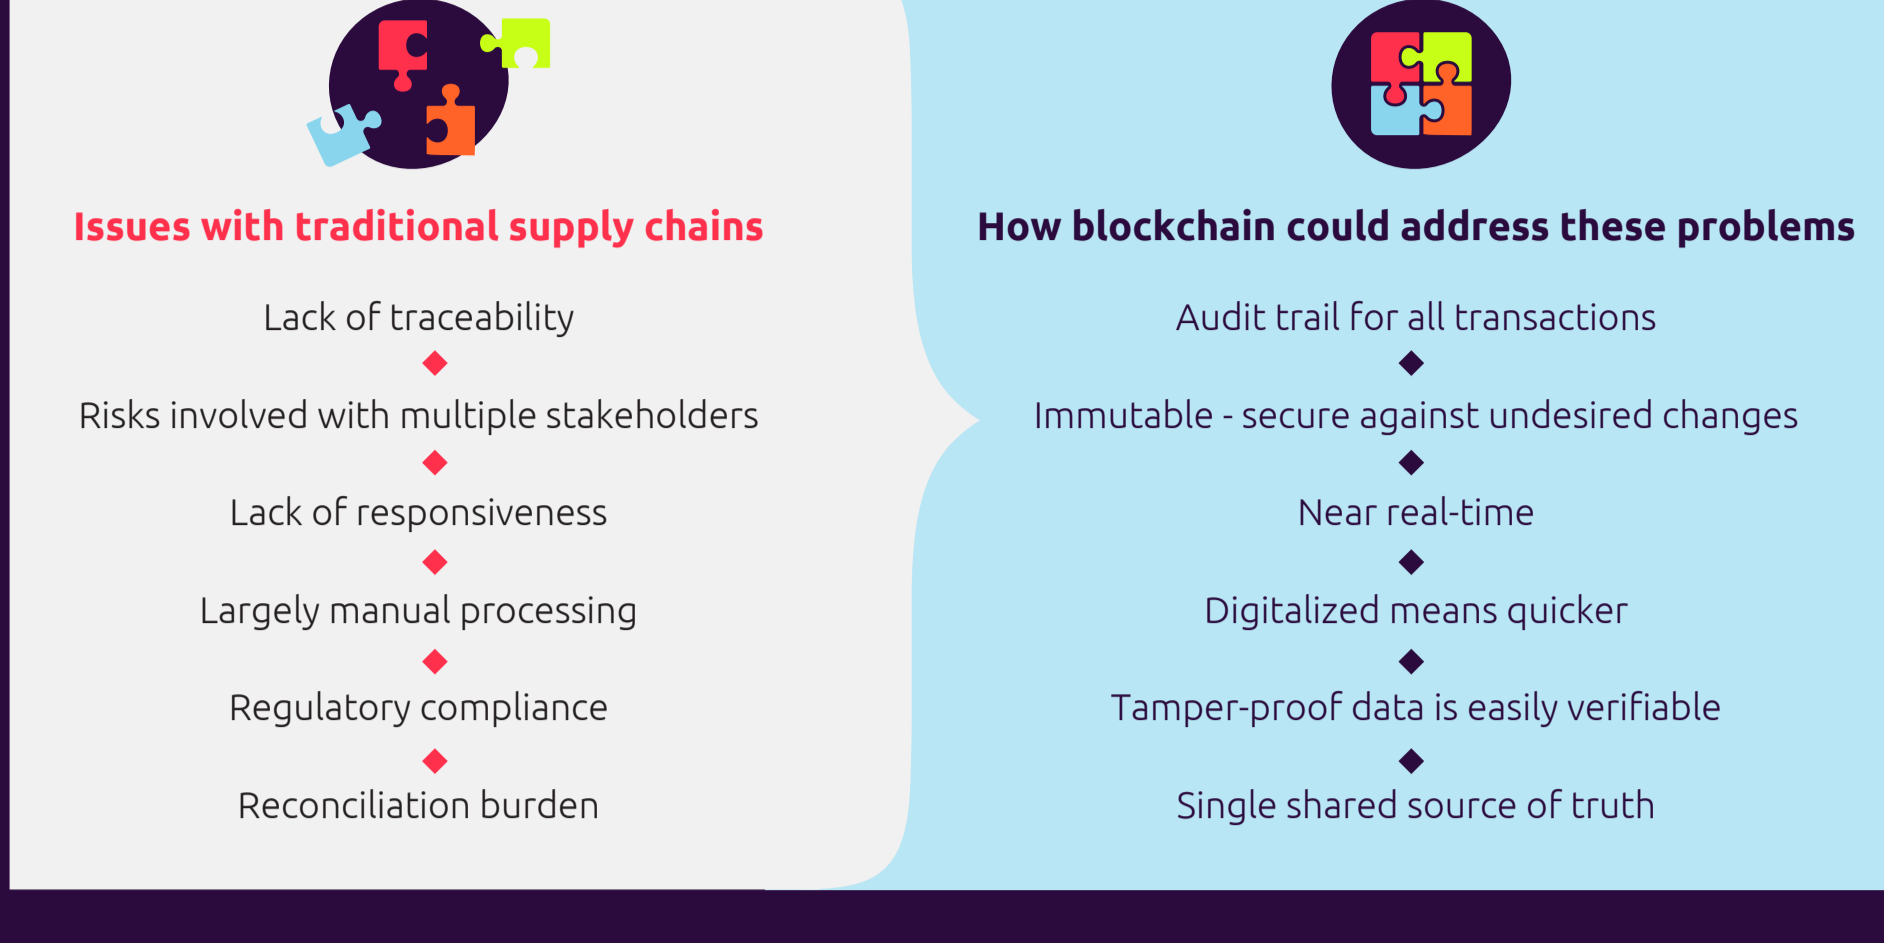 Issues with traditional supply chains
Lack of traceability
Risks involved with multiple stakeholders
Lack of responsiveness
Largely manual processing
Regulatory compliance
Reconciliation burden
How blockchain could address these problems
Audit trail for all transactions
Immutable - secure against undesired changes
Near real-time
Digitalized means quicker
Tamper-proof data is easily verifiable
Single shared source of truth